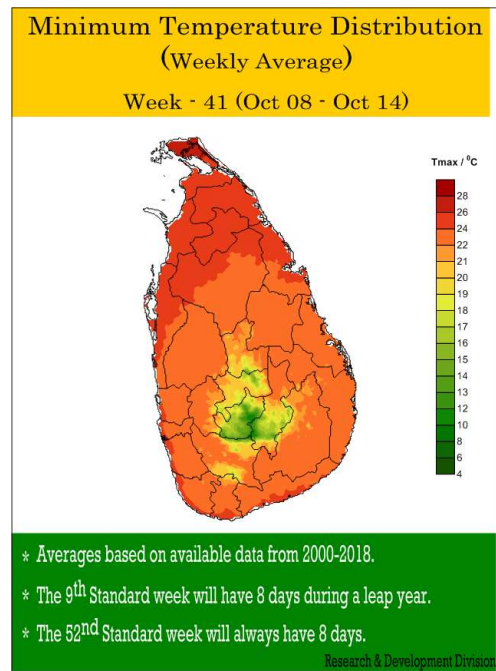 Minimum Temperature Distribution
(Weekly Average)
Week - 41 (Oct 08 - Oct 14)
Tmax / ⁰C
28
26
24
22
21
20
19
18
17
16
15
14
13
12
10
8
6
4
* Averages based on available data from 2000-2018.
* The 9th Standard week will have 8 days during a leap year.
* The 52nd Standard week will always have 8 days.
Research & Development Division